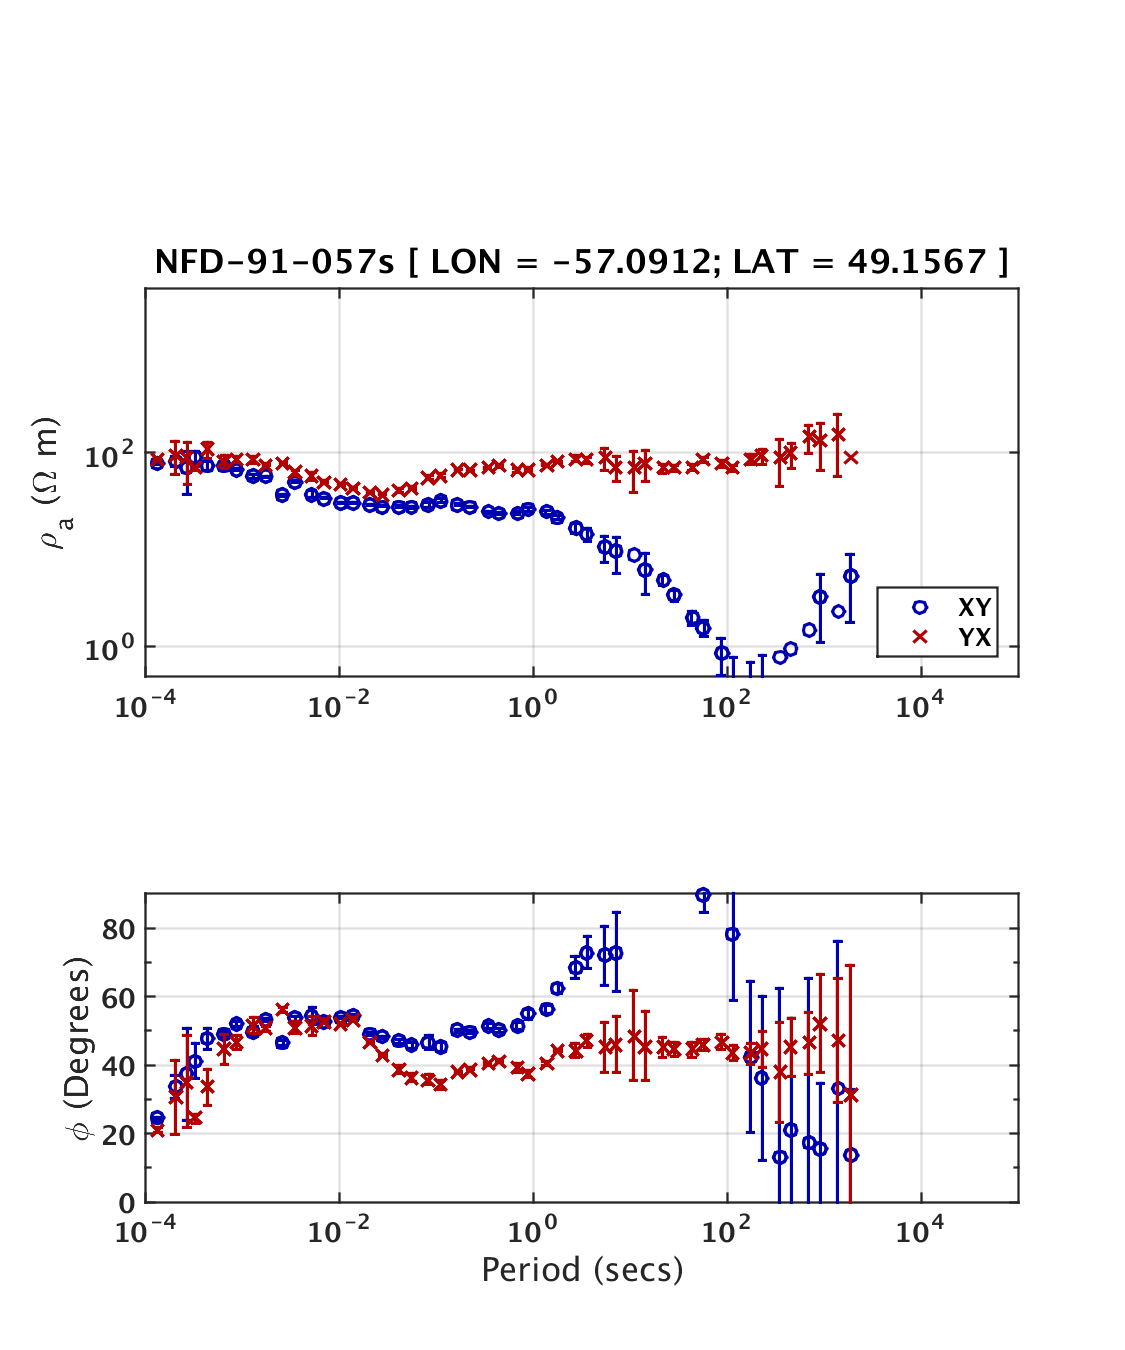 NFD-91-057s [ LON = -57.0912; LAT = 49.1567 ]
ρa (Ω m)
10^2
10^0
XY
YX
10^-4 10^-2 10^0 10^2 10^4
ϕ (Degrees)
80
60
40
20
0
10^-4 10^-2 10^0 10^2 10^4
Period (secs)